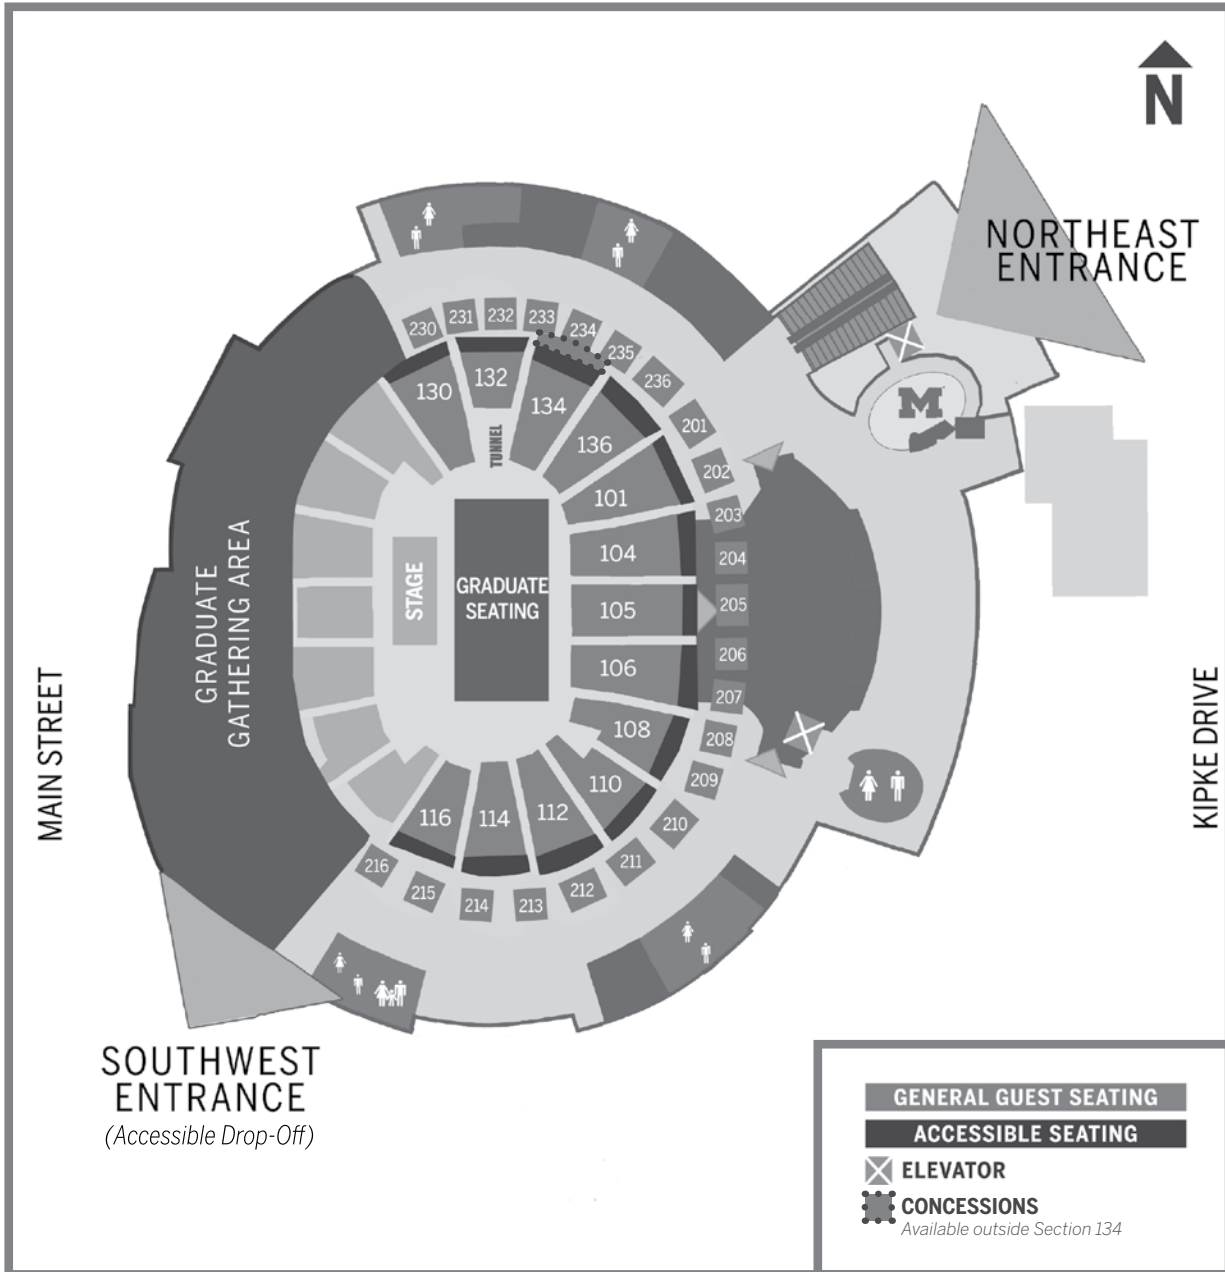 N
NORTHEAST
ENTRANCE
230
231
232
233
234
235
236
201
202
203
204
205
206
207
208
209
210
211
212
213
214
215
216
130
132
134
136
101
104
105
106
108
110
112
114
116
TUNNEL
M
STAGE
GRADUATE
SEATING
GRADUATE
GATHERING AREA
MAIN STREET
KIPKE DRIVE
SOUTHWEST
ENTRANCE
(Accessible Drop-Off)
GENERAL GUEST SEATING
ACCESSIBLE SEATING
ELEVATOR
CONCESSIONS
Available outside Section 134